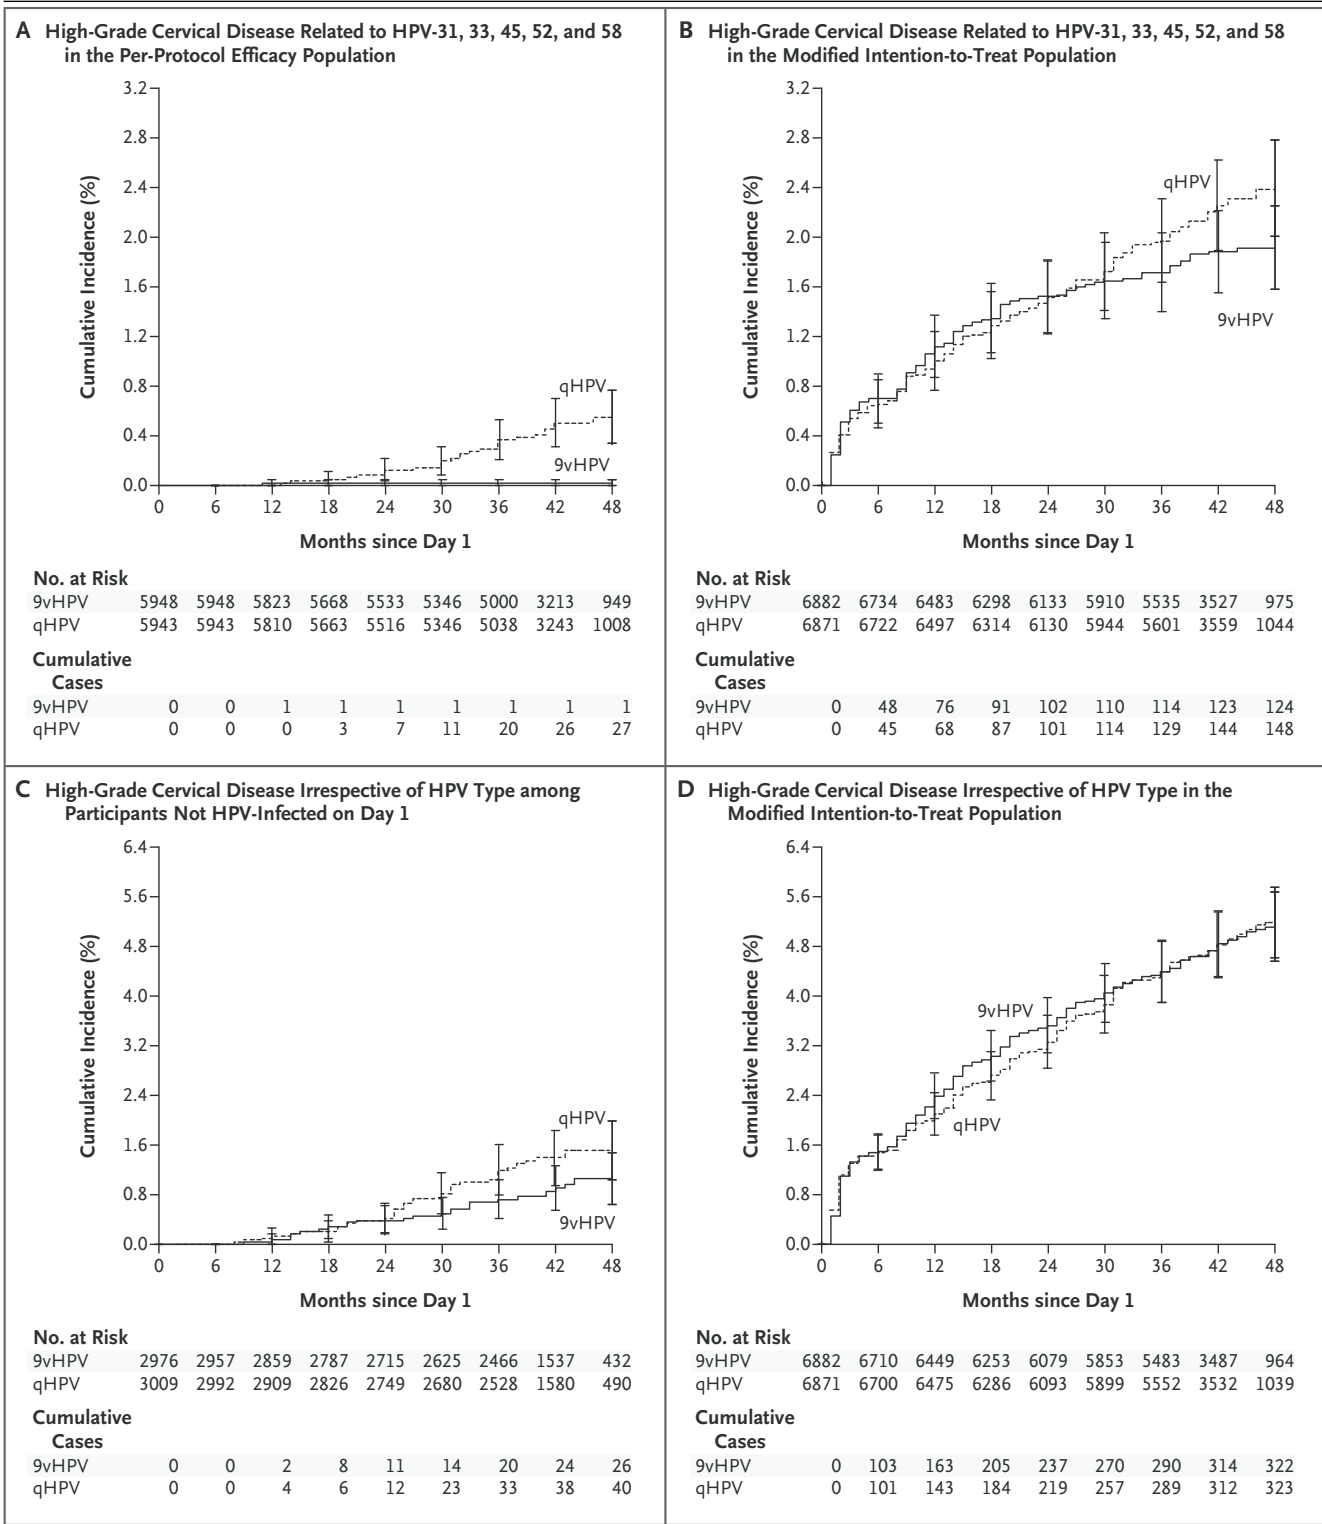 A High-Grade Cervical Disease Related to HPV-31, 33, 45, 52, and 58
in the Per-Protocol Efficacy Population
3.2
2.8
2.4
2.0
1.6
1.2
0.8
0.4
0.0
Cumulative Incidence (%)
qHPV
9vHPV
0 6 12 18 24 30 36 42 48
Months since Day 1
No. at Risk
9vHPV 5948 5948 5823 5668 5533 5346 5000 3213 949
qHPV 5943 5943 5810 5663 5516 5346 5038 3243 1008
Cumulative
Cases
9vHPV 0 0 1 1 1 1 1 1 1
qHPV 0 0 0 3 7 11 20 26 27
B High-Grade Cervical Disease Related to HPV-31, 33, 45, 52, and 58
in the Modified Intention-to-Treat Population
3.2
2.8
2.4
2.0
1.6
1.2
0.8
0.4
0.0
Cumulative Incidence (%)
qHPV
9vHPV
0 6 12 18 24 30 36 42 48
Months since Day 1
No. at Risk
9vHPV 6882 6734 6483 6298 6133 5910 5535 3527 975
qHPV 6871 6722 6497 6314 6130 5944 5601 3559 1044
Cumulative
Cases
9vHPV 0 48 76 91 102 110 114 123 124
qHPV 0 45 68 87 101 114 129 144 148
C High-Grade Cervical Disease Irrespective of HPV Type among
Participants Not HPV-Infected on Day 1
6.4
5.6
4.8
4.0
3.2
2.4
1.6
0.8
0.0
Cumulative Incidence (%)
qHPV
9vHPV
0 6 12 18 24 30 36 42 48
Months since Day 1
No. at Risk
9vHPV 2976 2957 2859 2787 2715 2625 2466 1537 432
qHPV 3009 2992 2909 2826 2749 2680 2528 1580 490
Cumulative
Cases
9vHPV 0 0 2 8 11 14 20 24 26
qHPV 0 0 4 6 12 23 33 38 40
D High-Grade Cervical Disease Irrespective of HPV Type in the
Modified Intention-to-Treat Population
6.4
5.6
4.8
4.0
3.2
2.4
1.6
0.8
0.0
Cumulative Incidence (%)
9vHPV
qHPV
0 6 12 18 24 30 36 42 48
Months since Day 1
No. at Risk
9vHPV 6882 6710 6449 6253 6079 5853 5483 3487 964
qHPV 6871 6700 6475 6286 6093 5899 5552 3532 1039
Cumulative
Cases
9vHPV 0 103 163 205 237 270 290 314 322
qHPV 0 101 143 184 219 257 289 312 323